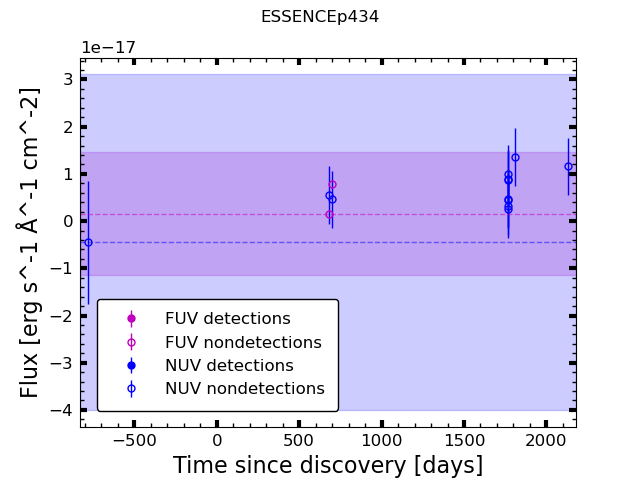 ESSENCEp434
1e−17
3
2
1
0
−1
−2
−3
−4
Flux [erg s^-1 Å^-1 cm^-2]
FUV detections
FUV nondetections
NUV detections
NUV nondetections
−500 0 500 1000 1500 2000
Time since discovery [days]